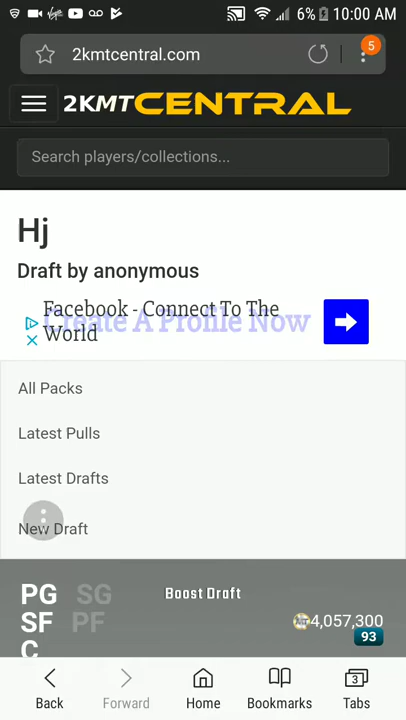 6% 10:00 AM
2kmtcentral.com
5
2KMTCENTRAL
Search players/collections...
Hj
Draft by anonymous
Facebook - Connect To The
World
Create A Profile Now
All Packs
Latest Pulls
Latest Drafts
New Draft
PG SG
Boost Draft
SF PF
4,057,300
C
93
Back Forward Home Bookmarks Tabs
3